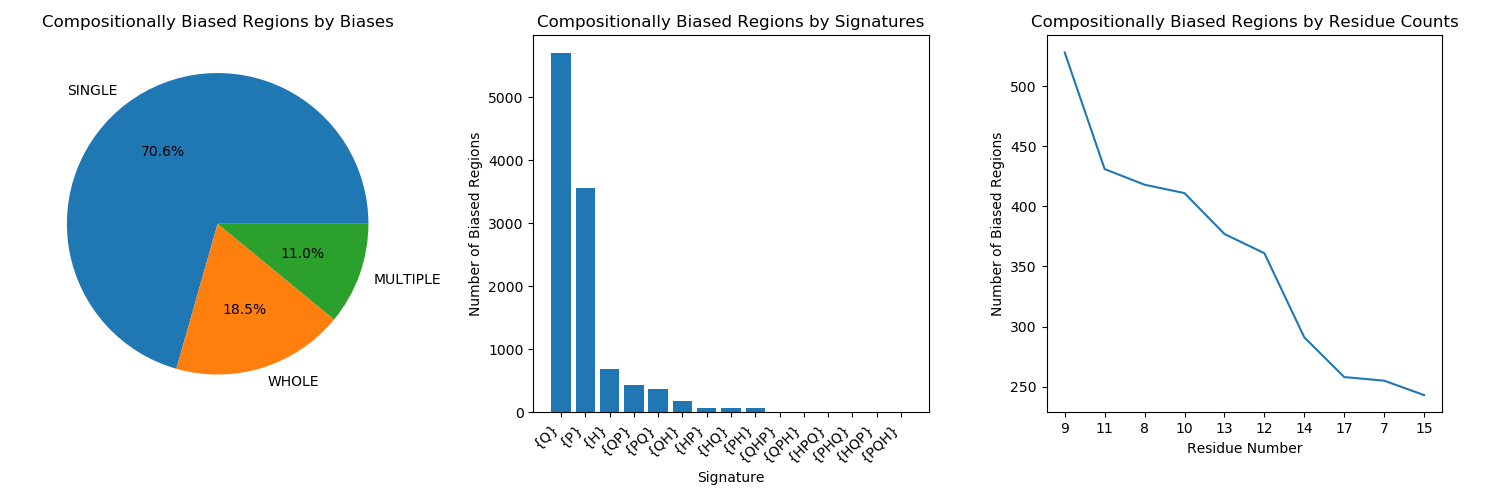 Compositionally Biased Regions by Biases
SINGLE
70.6%
11.0%
MULTIPLE
18.5%
WHOLE
Compositionally Biased Regions by Signatures
Number of Biased Regions
5000
4000
3000
2000
1000
0
{Q}
{P}
{H}
{QP}
{PQ}
{QH}
{HP}
{HQ}
{PH}
{QHP}
{QPH}
{HPQ}
{PHQ}
{HQP}
{PQH}
Signature
Compositionally Biased Regions by Residue Counts
Number of Biased Regions
500
450
400
350
300
250
9 11 8 10 13 12 14 17 7 15
Residue Number